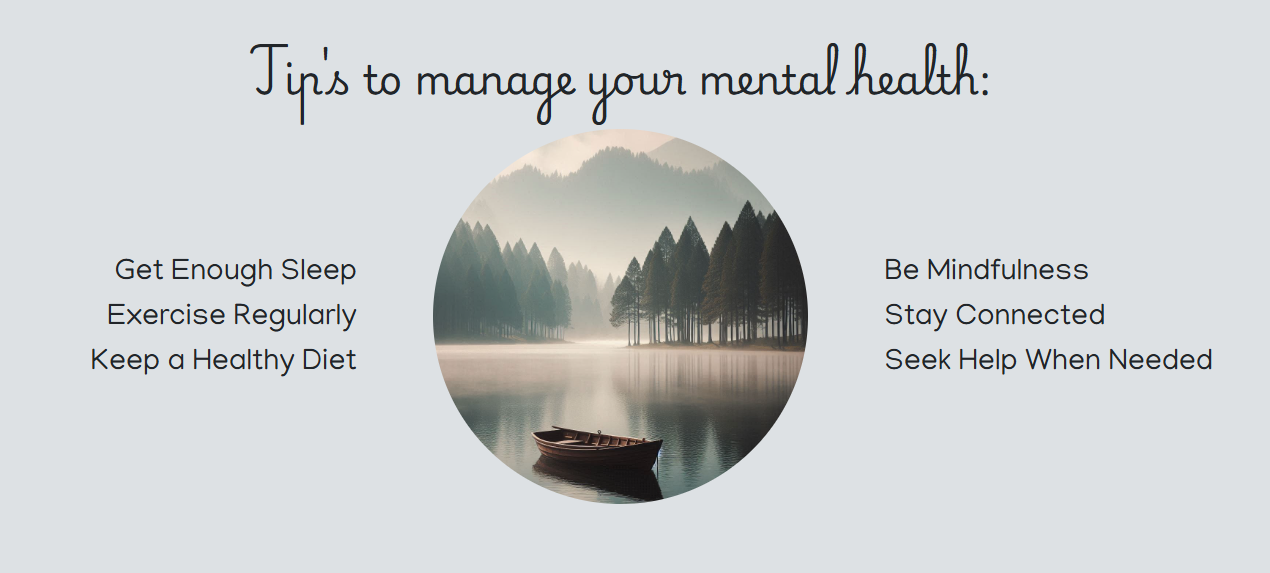 Tip's to manage your mental health:
Get Enough Sleep
Exercise Regularly
Keep a Healthy Diet
Be Mindfulness
Stay Connected
Seek Help When Needed